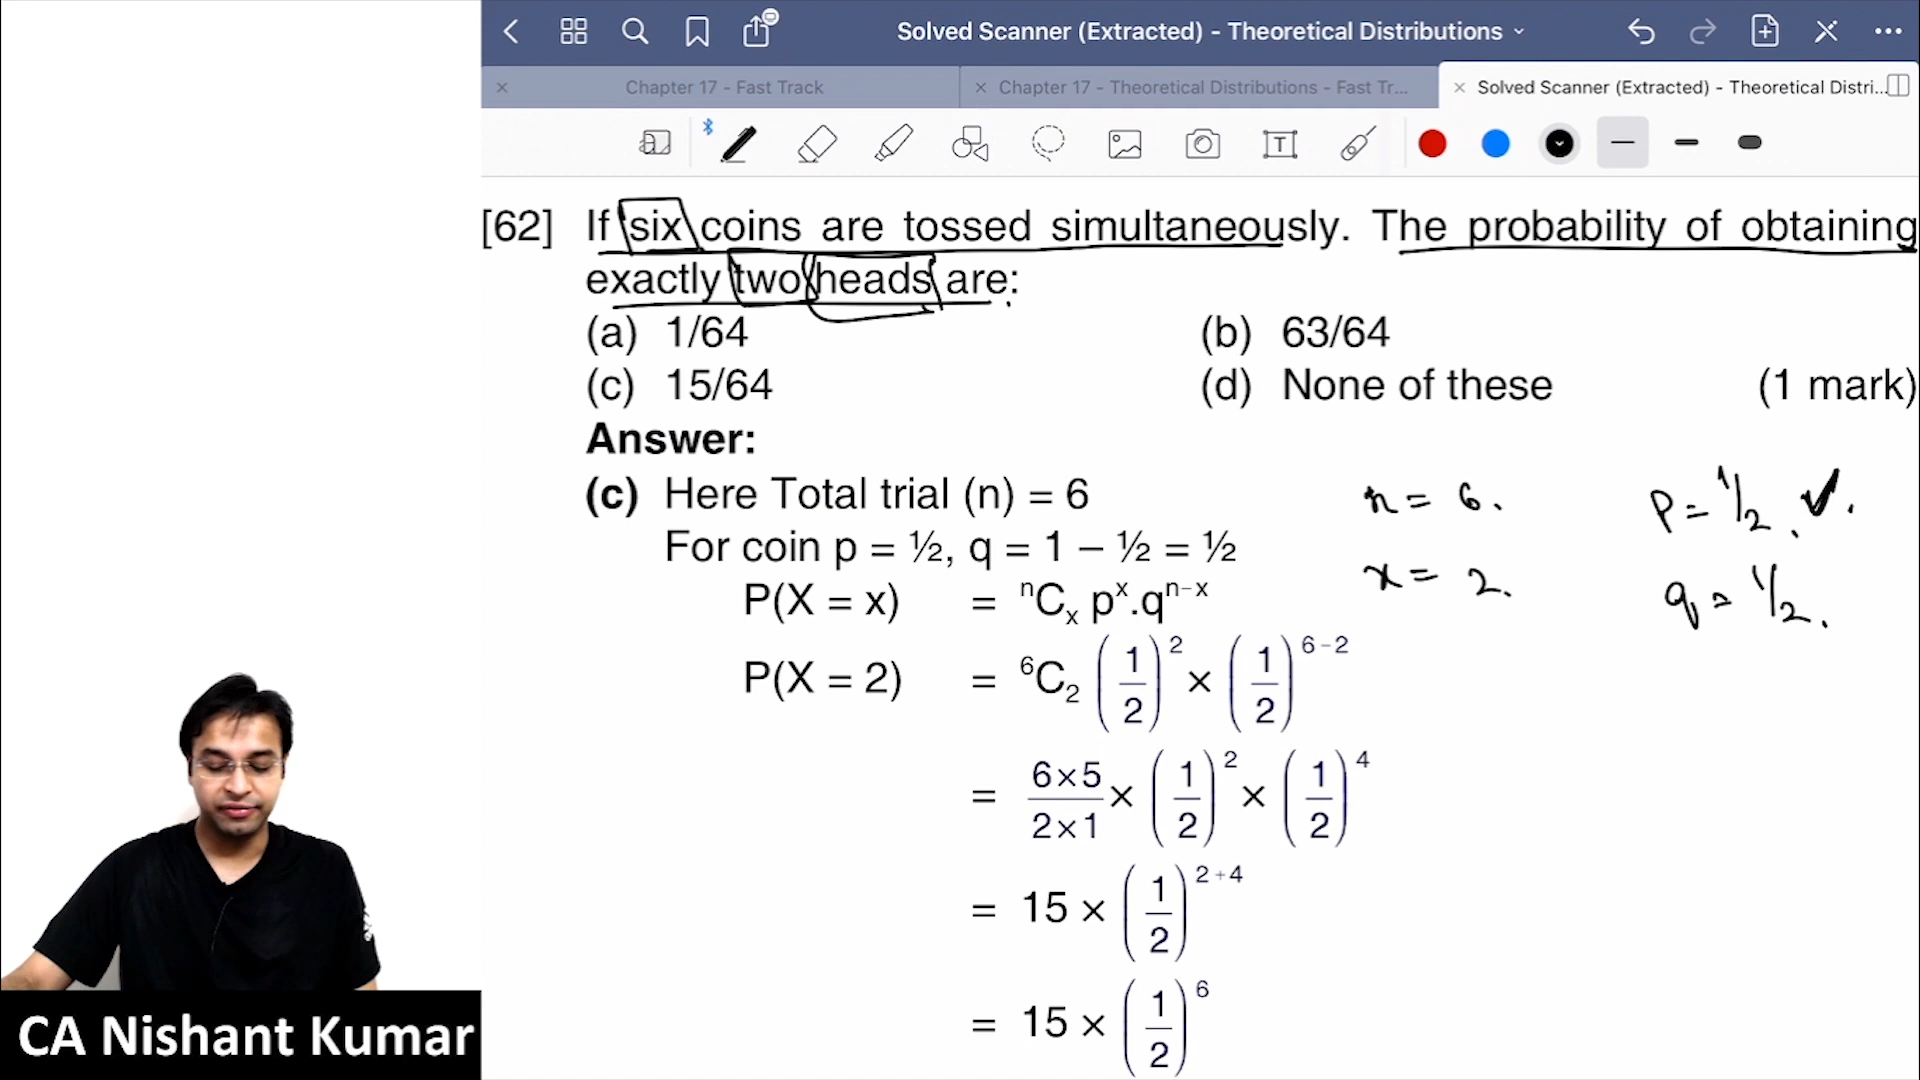 Solved Scanner (Extracted) - Theoretical Distributions
Chapter 17 - Fast Track
Chapter 17 - Theoretical Distributions - Fast Tr...
Solved Scanner (Extracted) - Theoretical Distri...
[62] If six coins are tossed simultaneously. The probability of obtaining
exactly two heads are:
(a) 1/64 (b) 63/64
(c) 15/64 (d) None of these (1 mark)
Answer:
(c) Here Total trial (n) = 6
For coin p = ½, q = 1 – ½ = ½
n = 6.
P = 1/2. ✓.
x = 2.
q = 1/2.
P(X = x) = ⁿCₓ pˣ.qⁿ⁻ˣ
P(X = 2) = ⁶C₂ (1/2)² × (1/2)⁶⁻²
= 6×5/2×1 × (1/2)² × (1/2)⁴
= 15 × (1/2)²⁺⁴
= 15 × (1/2)⁶
CA Nishant Kumar